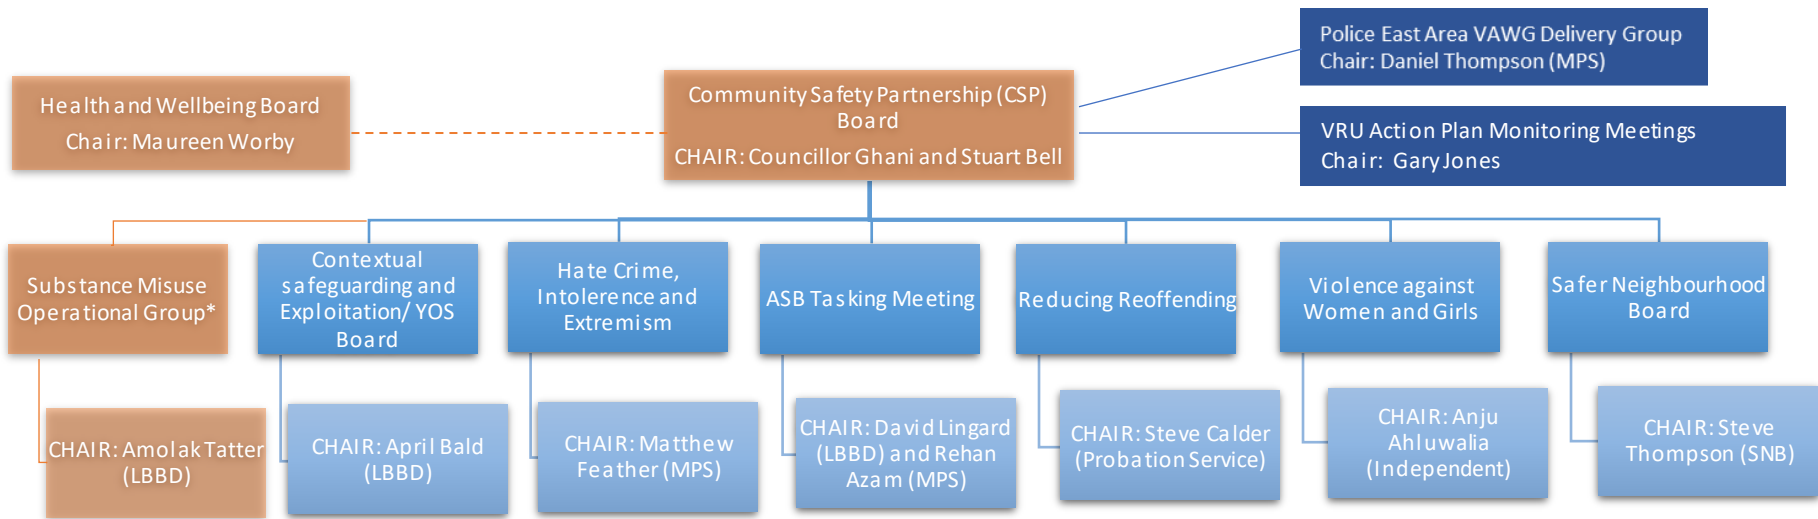 Police East Area VAWG Delivery Group
Chair: Daniel Thompson (MPS)
Health and Wellbeing Board
Chair: Maureen Worby
Community Safety Partnership (CSP)
Board
CHAIR: Councillor Ghani and Stuart Bell
VRU Action Plan Monitoring Meetings
Chair: Gary Jones
Substance Misuse
Operational Group*
Contextual
safeguarding and
Exploitation/ YOS
Board
Hate Crime,
Intolerence and
Extremism
ASB Tasking Meeting
Reducing Reoffending
Violence against
Women and Girls
Safer Neighbourhood
Board
CHAIR: Amolak Tatter
(LBBD)
CHAIR: April Bald
(LBBD)
CHAIR: Matthew
Feather (MPS)
CHAIR: David Lingard
(LBBD) and Rehan
Azam (MPS)
CHAIR: Steve Calder
(Probation Service)
CHAIR: Anju
Ahluwalia
(Independent)
CHAIR: Steve
Thompson (SNB)